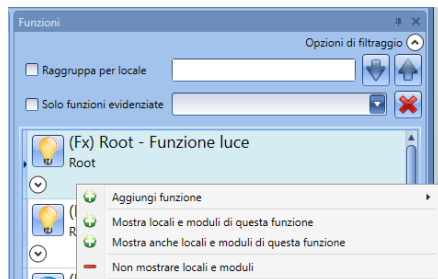 Funzioni
Opzioni di filtraggio
Raggruppa per locale
Solo funzioni evidenziate
(Fx) Root - Funzione luce
Root
Aggiungi funzione
Mostra locali e moduli di questa funzione
Mostra anche locali e moduli di questa funzione
Non mostrare locali e moduli